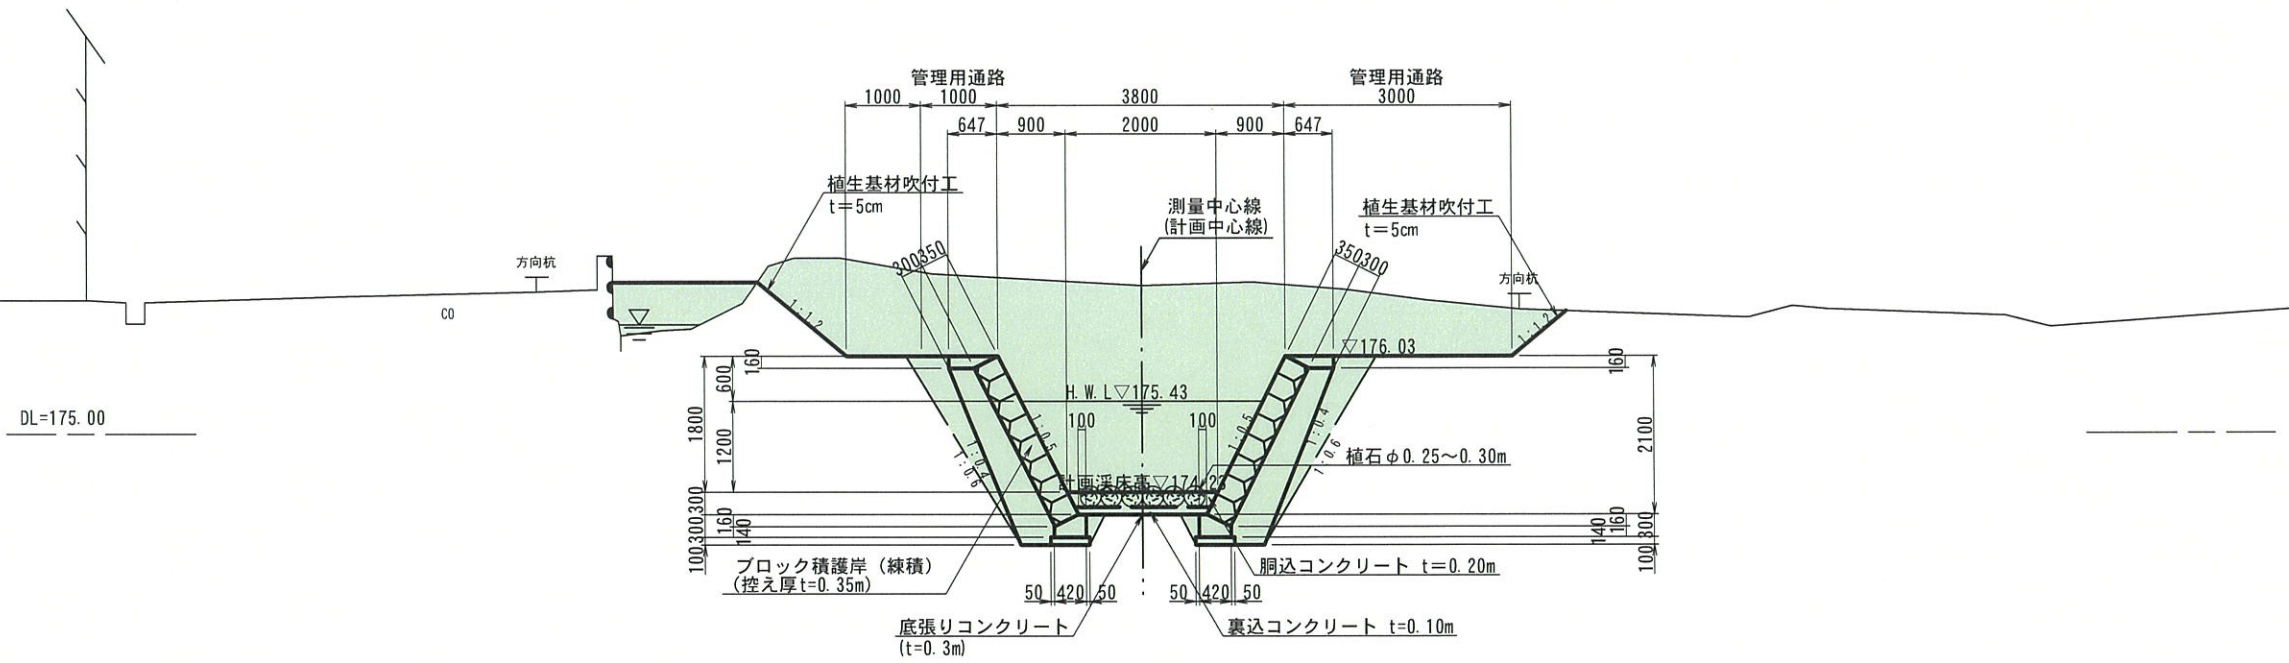 管理用通路
管理用通路
1000
1000
3800
3000
647
900
2000
900
647
植生基材吹付工
t=5cm
測量中心線
(計画中心線)
植生基材吹付工
t=5cm
300
350
350
300
方向杭
方向杭
CO
1:1.2
1:1.2
▽176.03
160
600
160
H.W.L▽175.43
DL=175.00
1800
1200
100
100
1:0.5
1:0.5
1:0.4
1:0.6
1:0.4
1:0.6
2100
植石φ0.25～0.30m
計画渓床高▽174.23
300
300
100
160
140
140
160
300
100
ブロック積護岸（練積）
(控え厚t=0.35m)
胴込コンクリート t=0.20m
50
420
50
50
420
50
底張りコンクリート
(t=0.3m)
裏込コンクリート t=0.10m